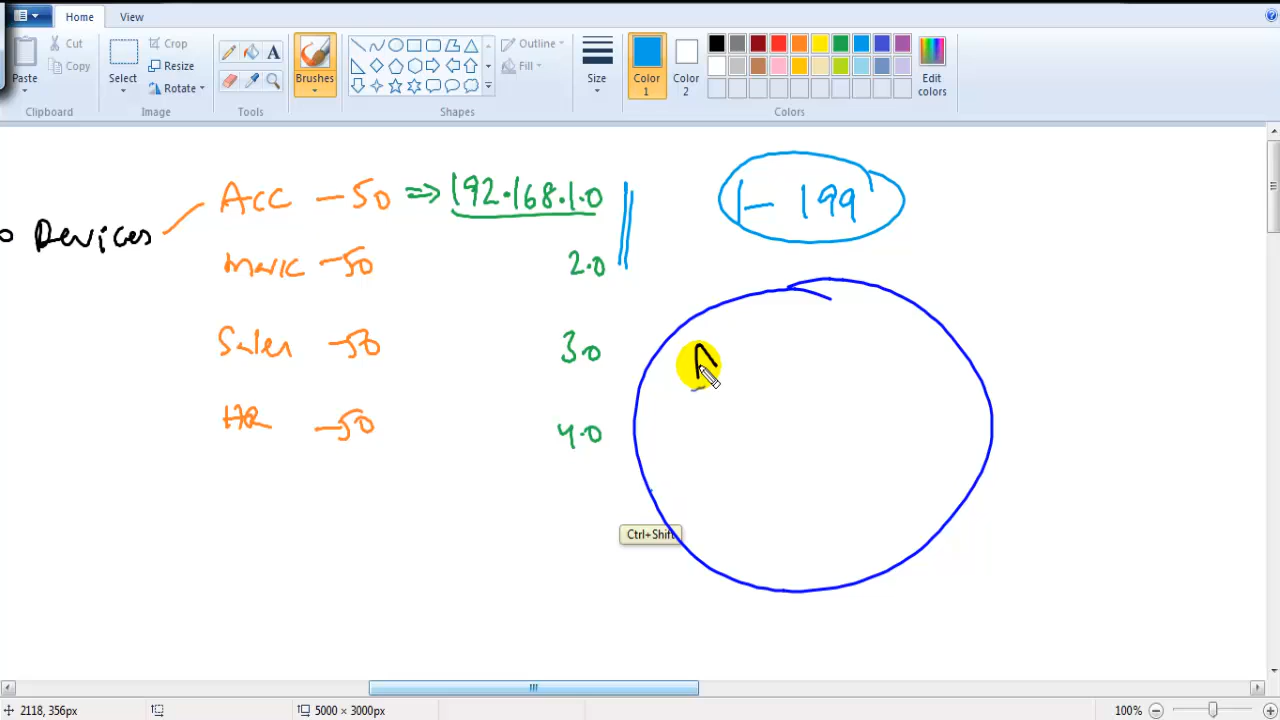 Home View
Cut
Copy
Paste
Clipboard
Select
Crop
Resize
Rotate
Image
A
Tools
Brushes
Shapes
Outline
Fill
Size
Color 1
Color 2
Edit colors
Colors
o Devices
Acc - 50 ⇒ 192.168.1.0
Mark - 50 2.0
Sales - 50 3.0
HR - 50 4.0
1 - 199
A
Ctrl+Shift
2118, 356px
5000 × 3000px
100%